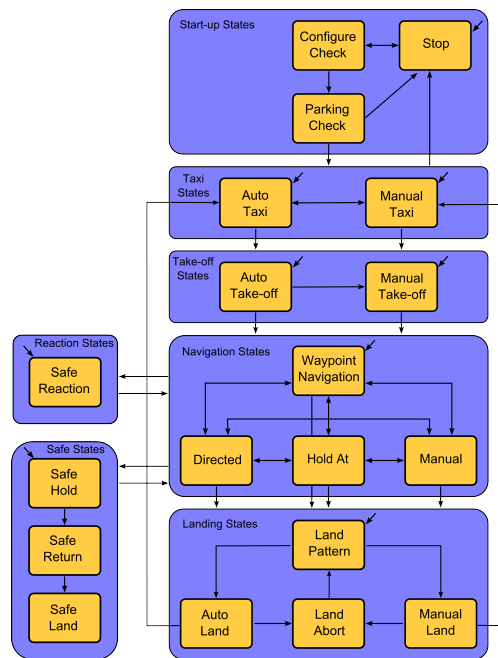 Start-up States
Configure
Check
Stop
Parking
Check
Taxi
States
Auto
Taxi
Manual
Taxi
Take-off
States
Auto
Take-off
Manual
Take-off
Reaction States
Safe
Reaction
Navigation States
Waypoint
Navigation
Directed
Hold At
Manual
Safe States
Safe
Hold
Safe
Return
Safe
Land
Landing States
Land
Pattern
Auto
Land
Land
Abort
Manual
Land